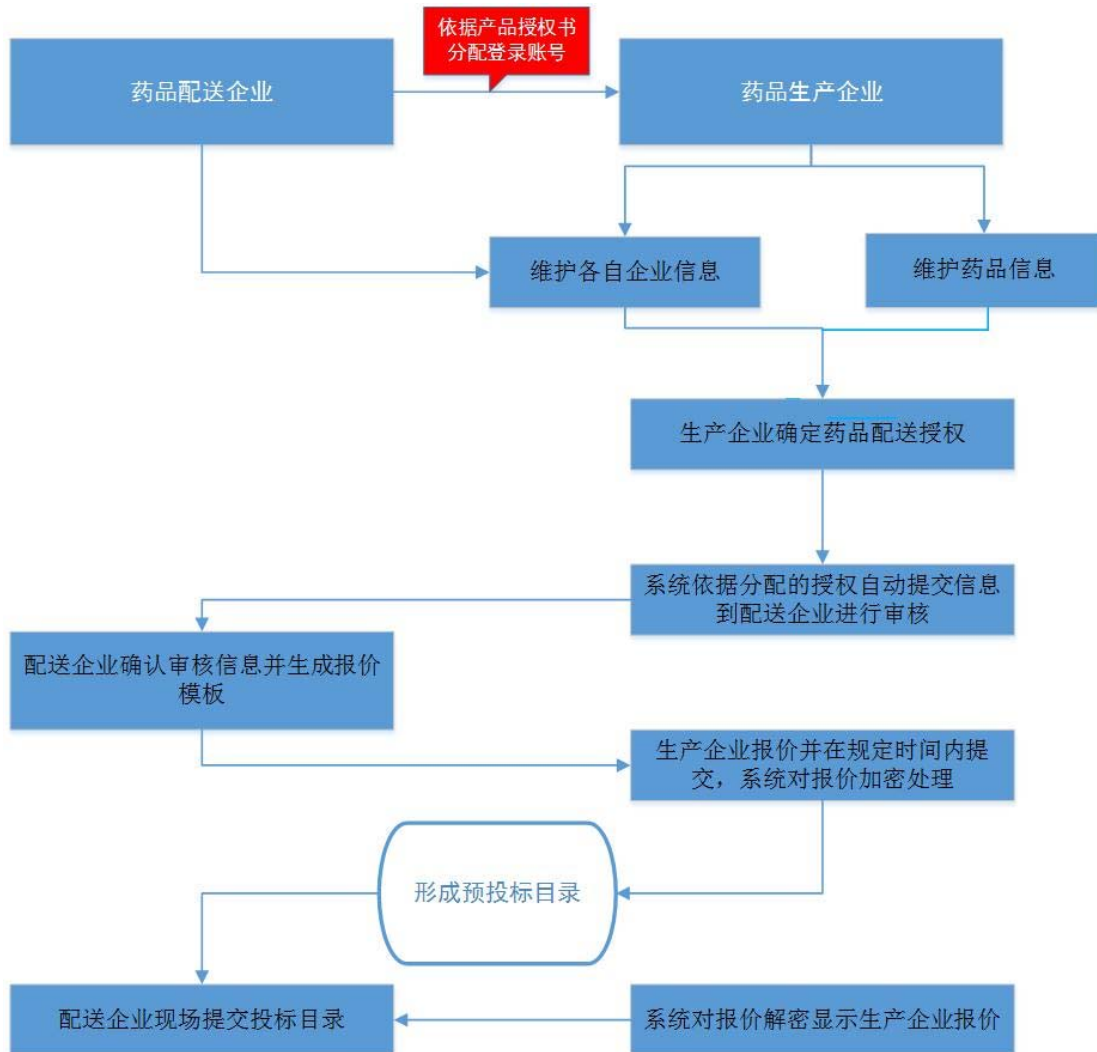 依据产品授权书
分配登录账号
药品配送企业
药品生产企业
维护各自企业信息
维护药品信息
生产企业确定药品配送授权
系统依据分配的授权自动提交信息
到配送企业进行审核
配送企业确认审核信息并生成报价
模板
生产企业报价并在规定时间内提
交，系统对报价加密处理
形成预投标目录
配送企业现场提交投标目录
系统对报价解密显示生产企业报价